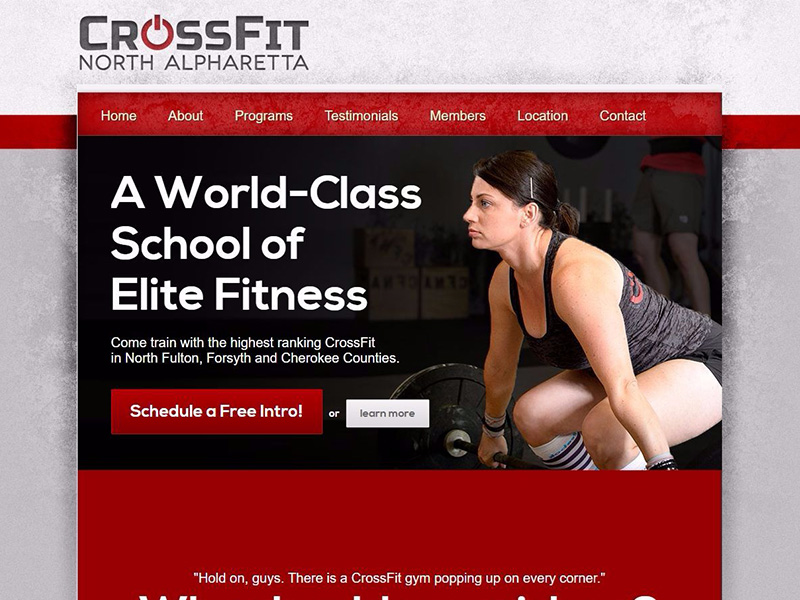 CROSSFIT
NORTH ALPHARETTA
Home About Programs Testimonials Members Location Contact
A World-Class
School of
Elite Fitness
Come train with the highest ranking CrossFit
in North Fulton, Forsyth and Cherokee Counties.
Schedule a Free Intro! or learn more
"Hold on, guys. There is a CrossFit gym popping up on every corner."